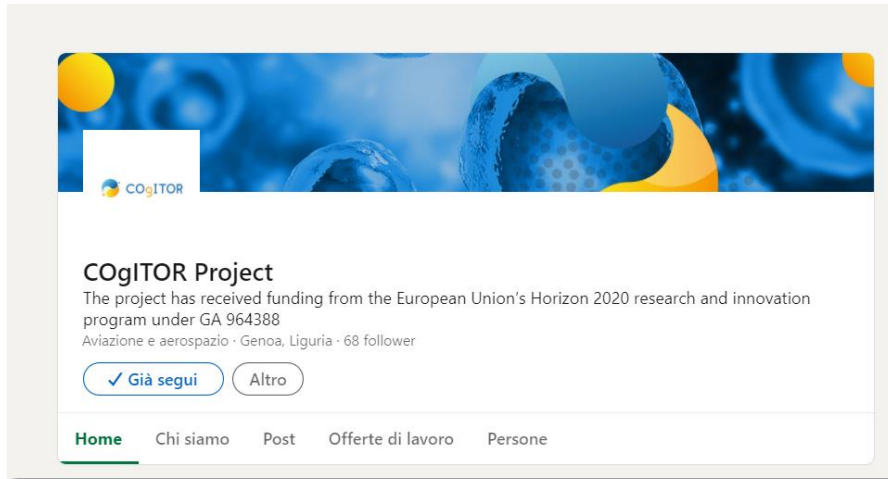 COgITOR
COgITOR Project
The project has received funding from the European Union's Horizon 2020 research and innovation
program under GA 964388
Aviazione e aerospazio · Genoa, Liguria · 68 follower
Già segui Altro
Home Chi siamo Post Offerte di lavoro Persone